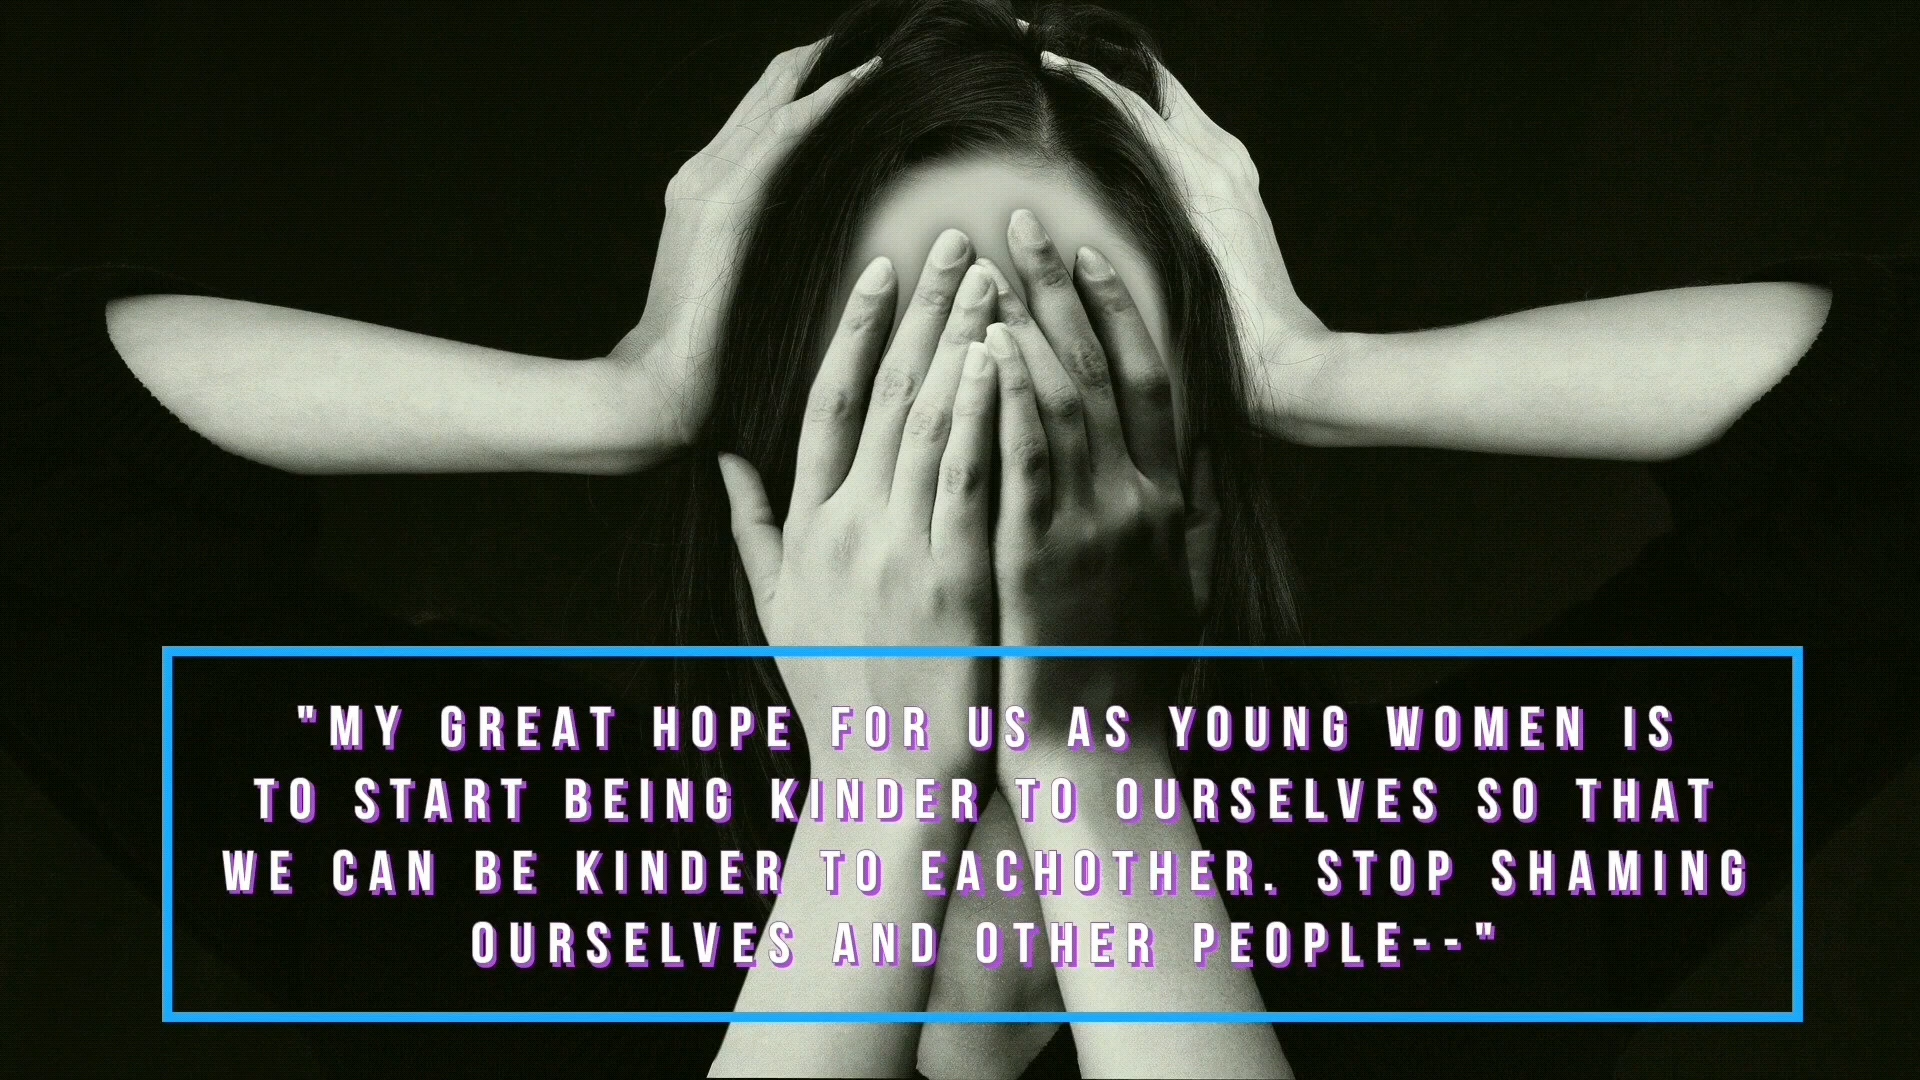 "MY GREAT HOPE FOR US AS YOUNG WOMEN IS
TO START BEING KINDER TO OURSELVES SO THAT
WE CAN BE KINDER TO EACHOTHER. STOP SHAMING
OURSELVES AND OTHER PEOPLE--"